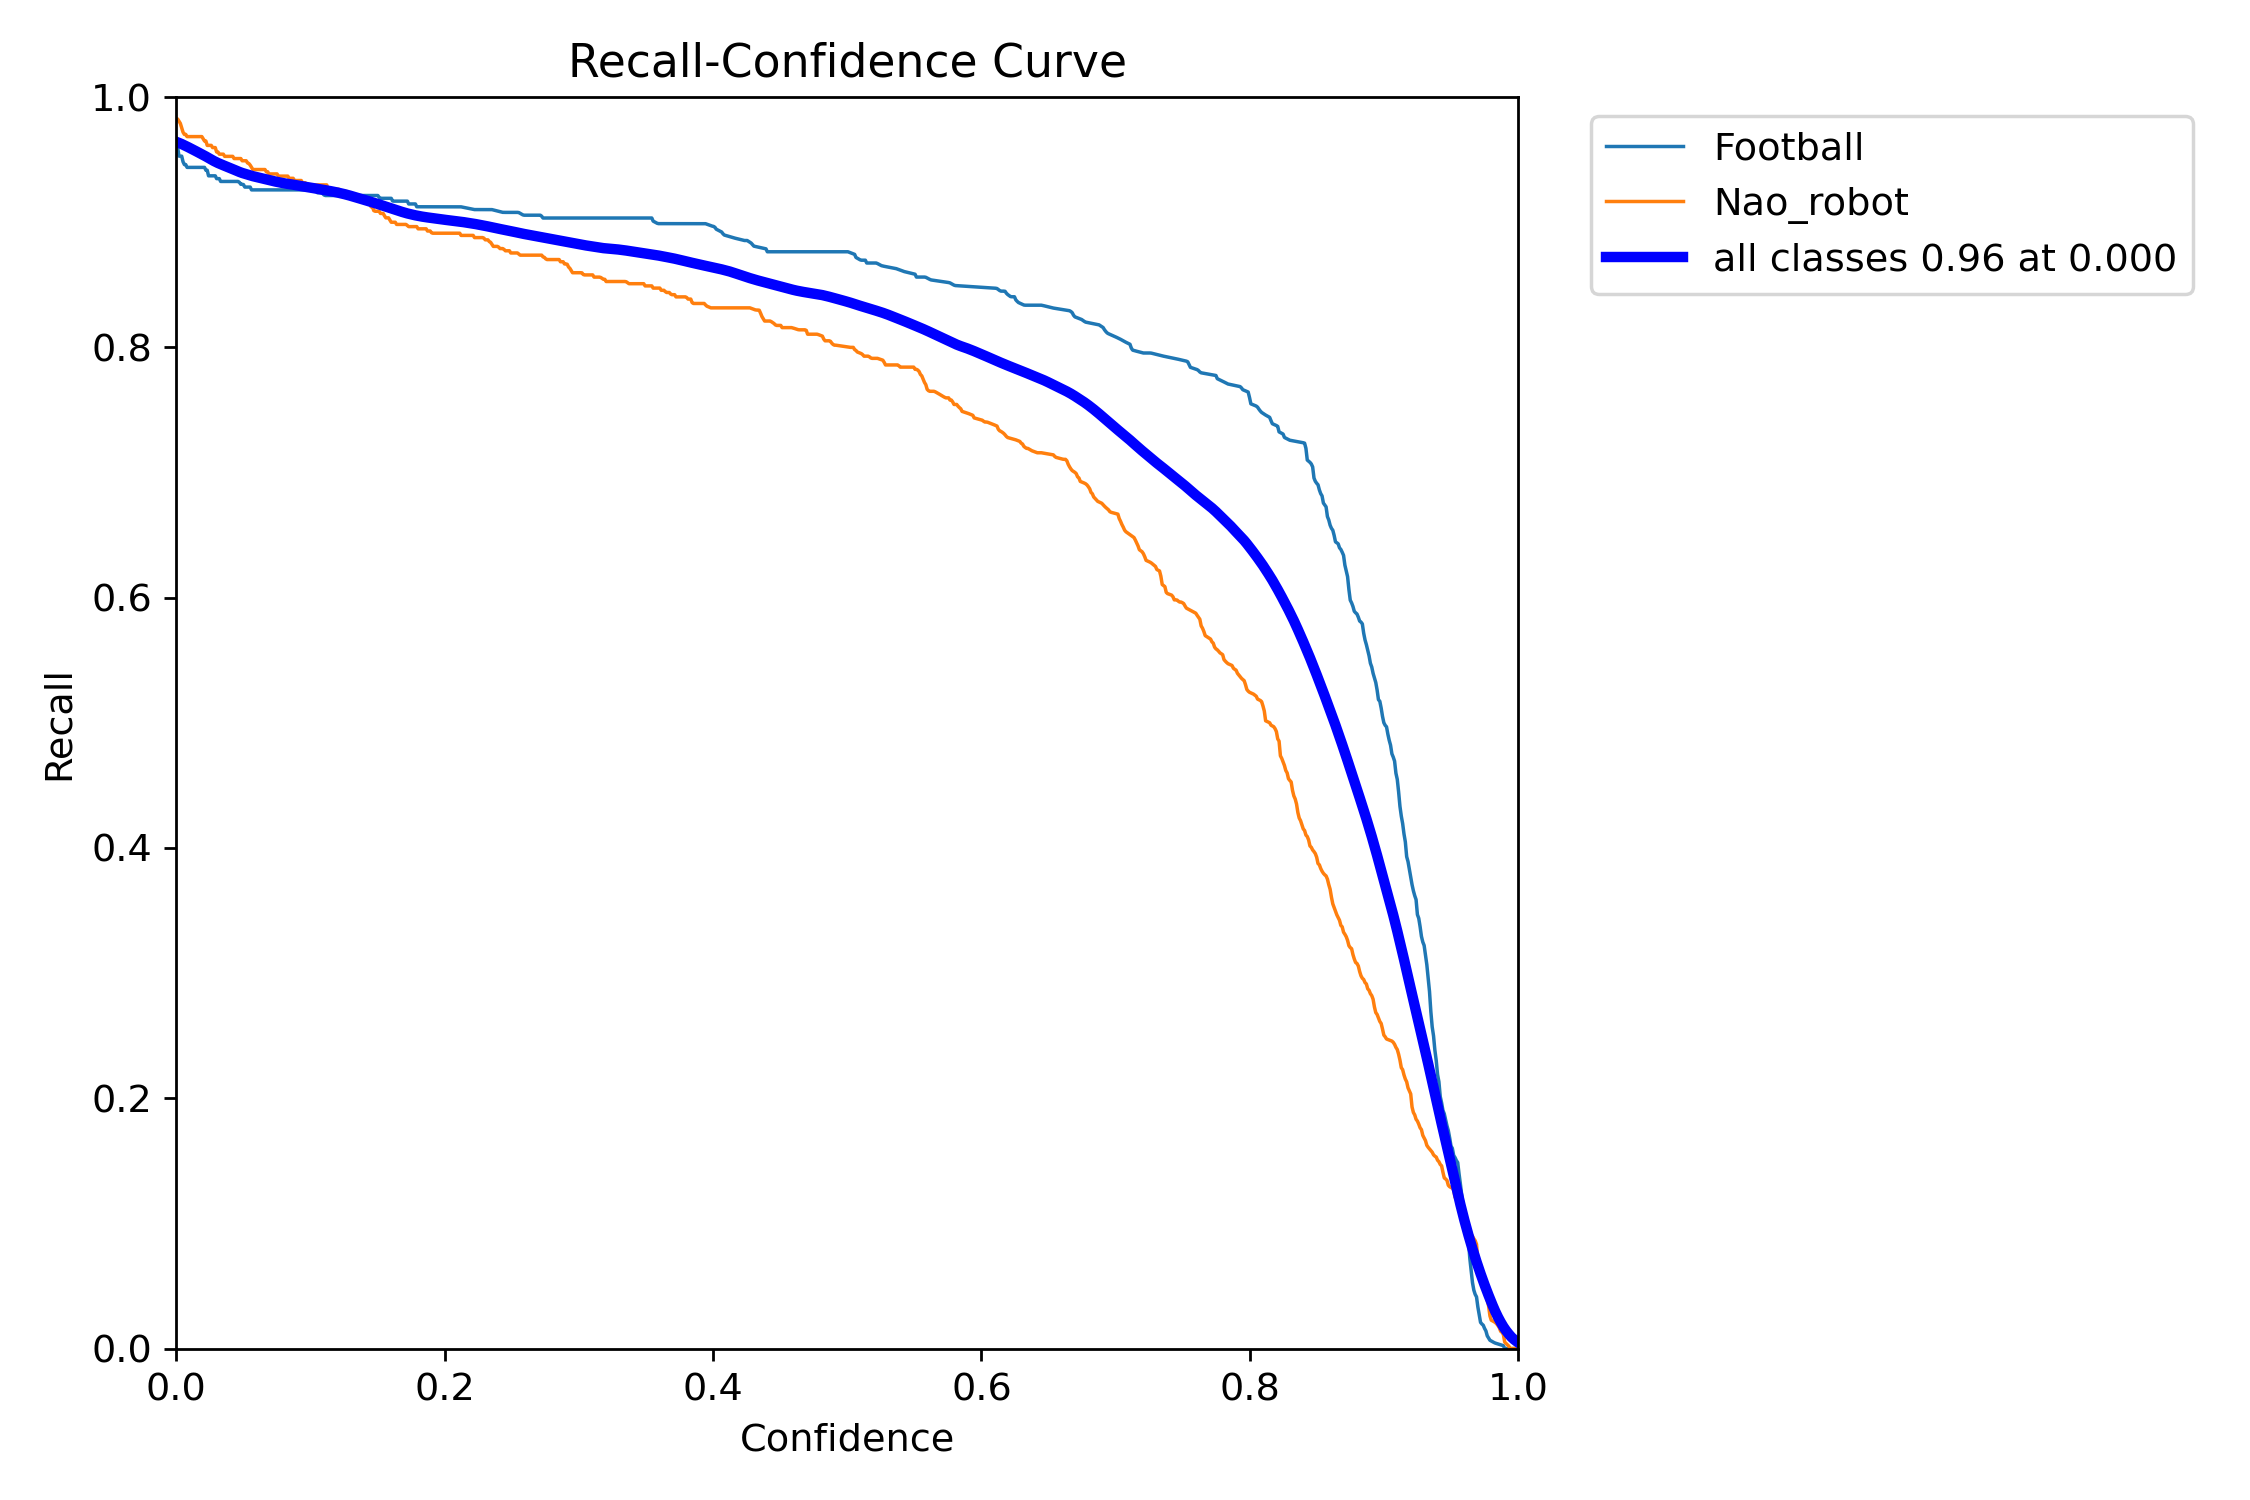 Recall-Confidence Curve
1.0
0.8
0.6
0.4
0.2
0.0
Recall
0.0 0.2 0.4 0.6 0.8 1.0
Confidence
Football
Nao_robot
all classes 0.96 at 0.000